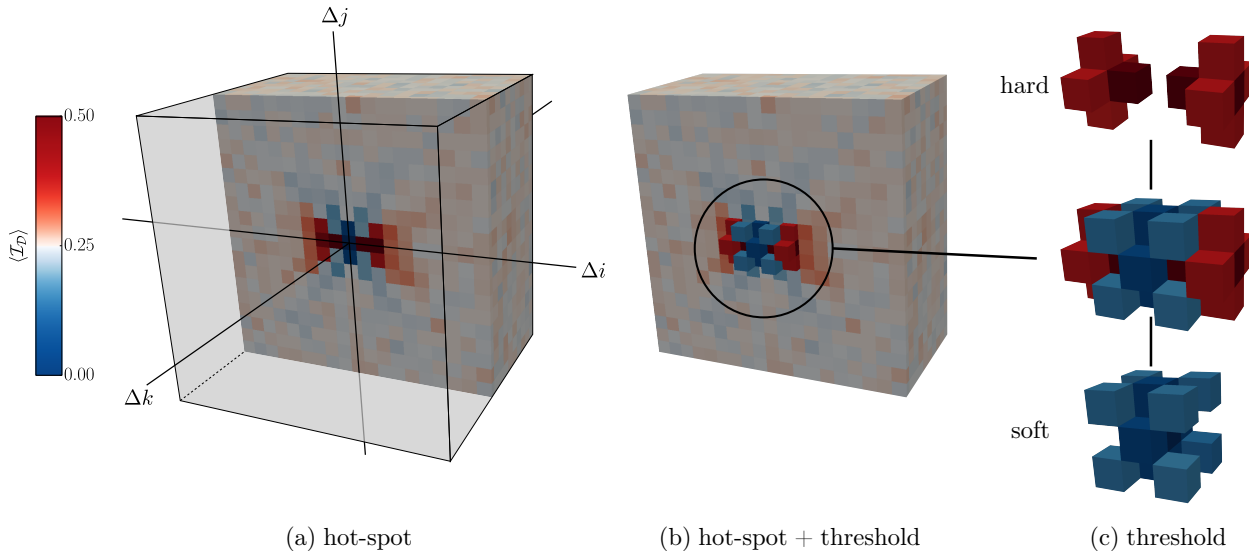 Δj
hard
0.50
⟨I_D⟩
0.25
Δi
0.00
Δk
soft
(a) hot-spot
(b) hot-spot + threshold
(c) threshold